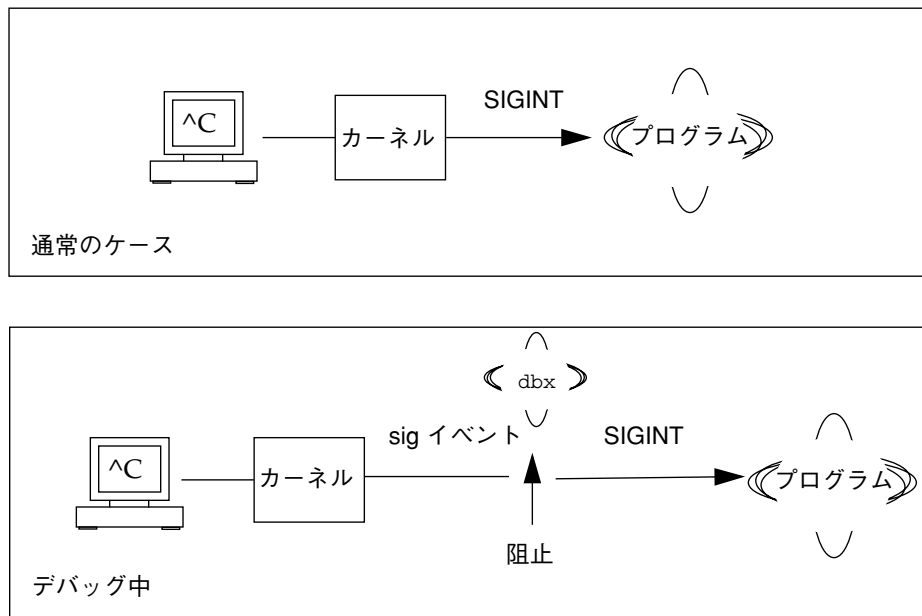 SIGINT
^C
カーネル
プログラム
通常のケース
dbx
sig イベント
SIGINT
^C
カーネル
プログラム
阻止
デバッグ中